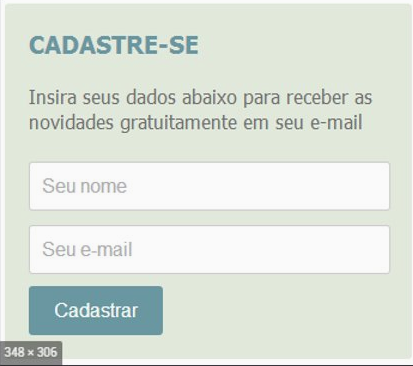 CADASTRE-SE
Insira seus dados abaixo para receber as
novidades gratuitamente em seu e-mail
Seu nome
Seu e-mail
Cadastrar
348 × 306